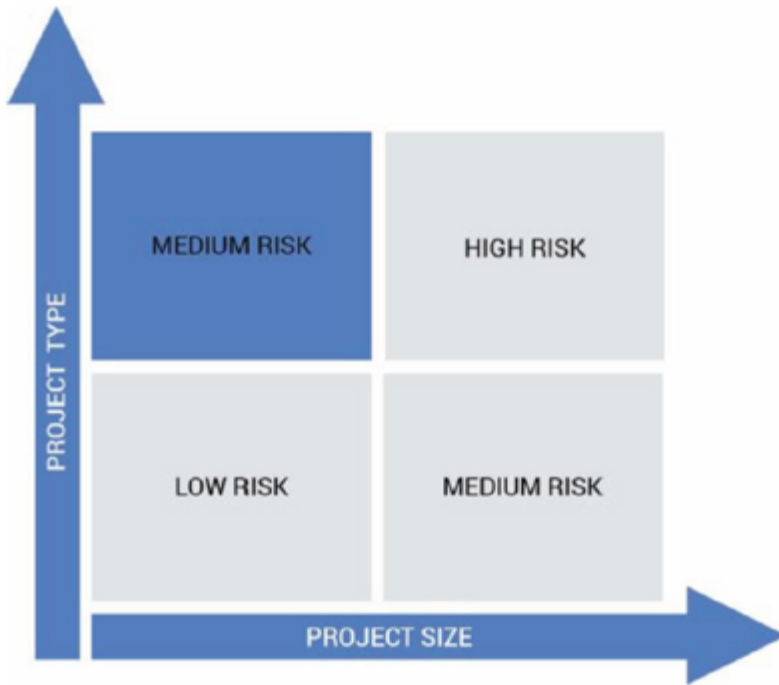 MEDIUM RISK
HIGH RISK
PROJECT TYPE
LOW RISK
MEDIUM RISK
PROJECT SIZE